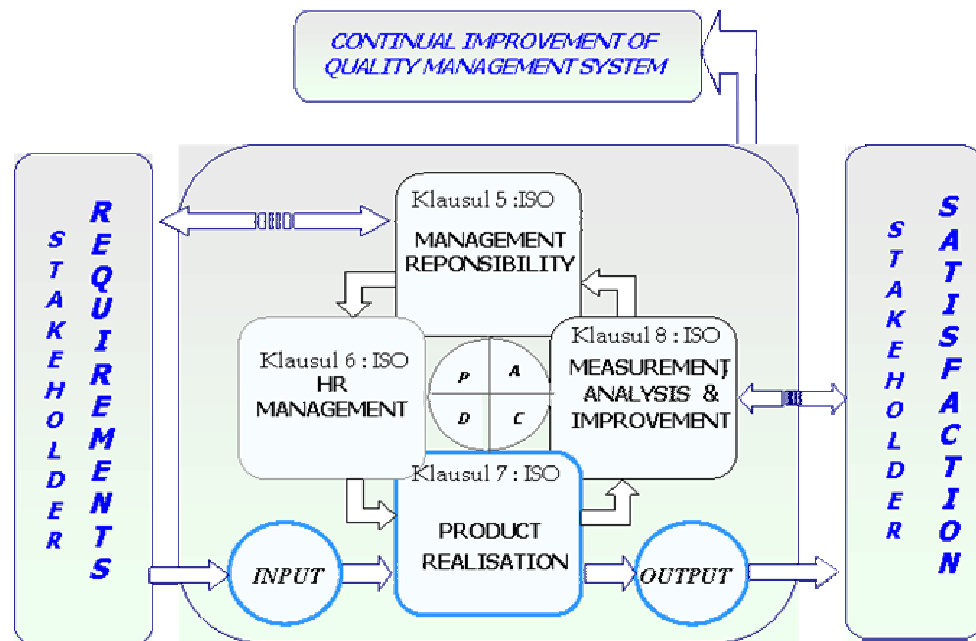 CONTINUAL IMPROVEMENT OF
QUALITY MANAGEMENT SYSTEM
STAKEHOLDER
REQUIREMENTS
Klausul 5 :ISO
MANAGEMENT
REPONSIBILITY
Klausul 6 : ISO
HR
MANAGEMENT
P
A
D
C
Klausul 8 : ISO
MEASUREMENT,
ANALYSIS &
IMPROVEMENT
Klausul 7 : ISO
PRODUCT
REALISATION
INPUT
OUTPUT
STAKEHOLDER
SATISFACTION